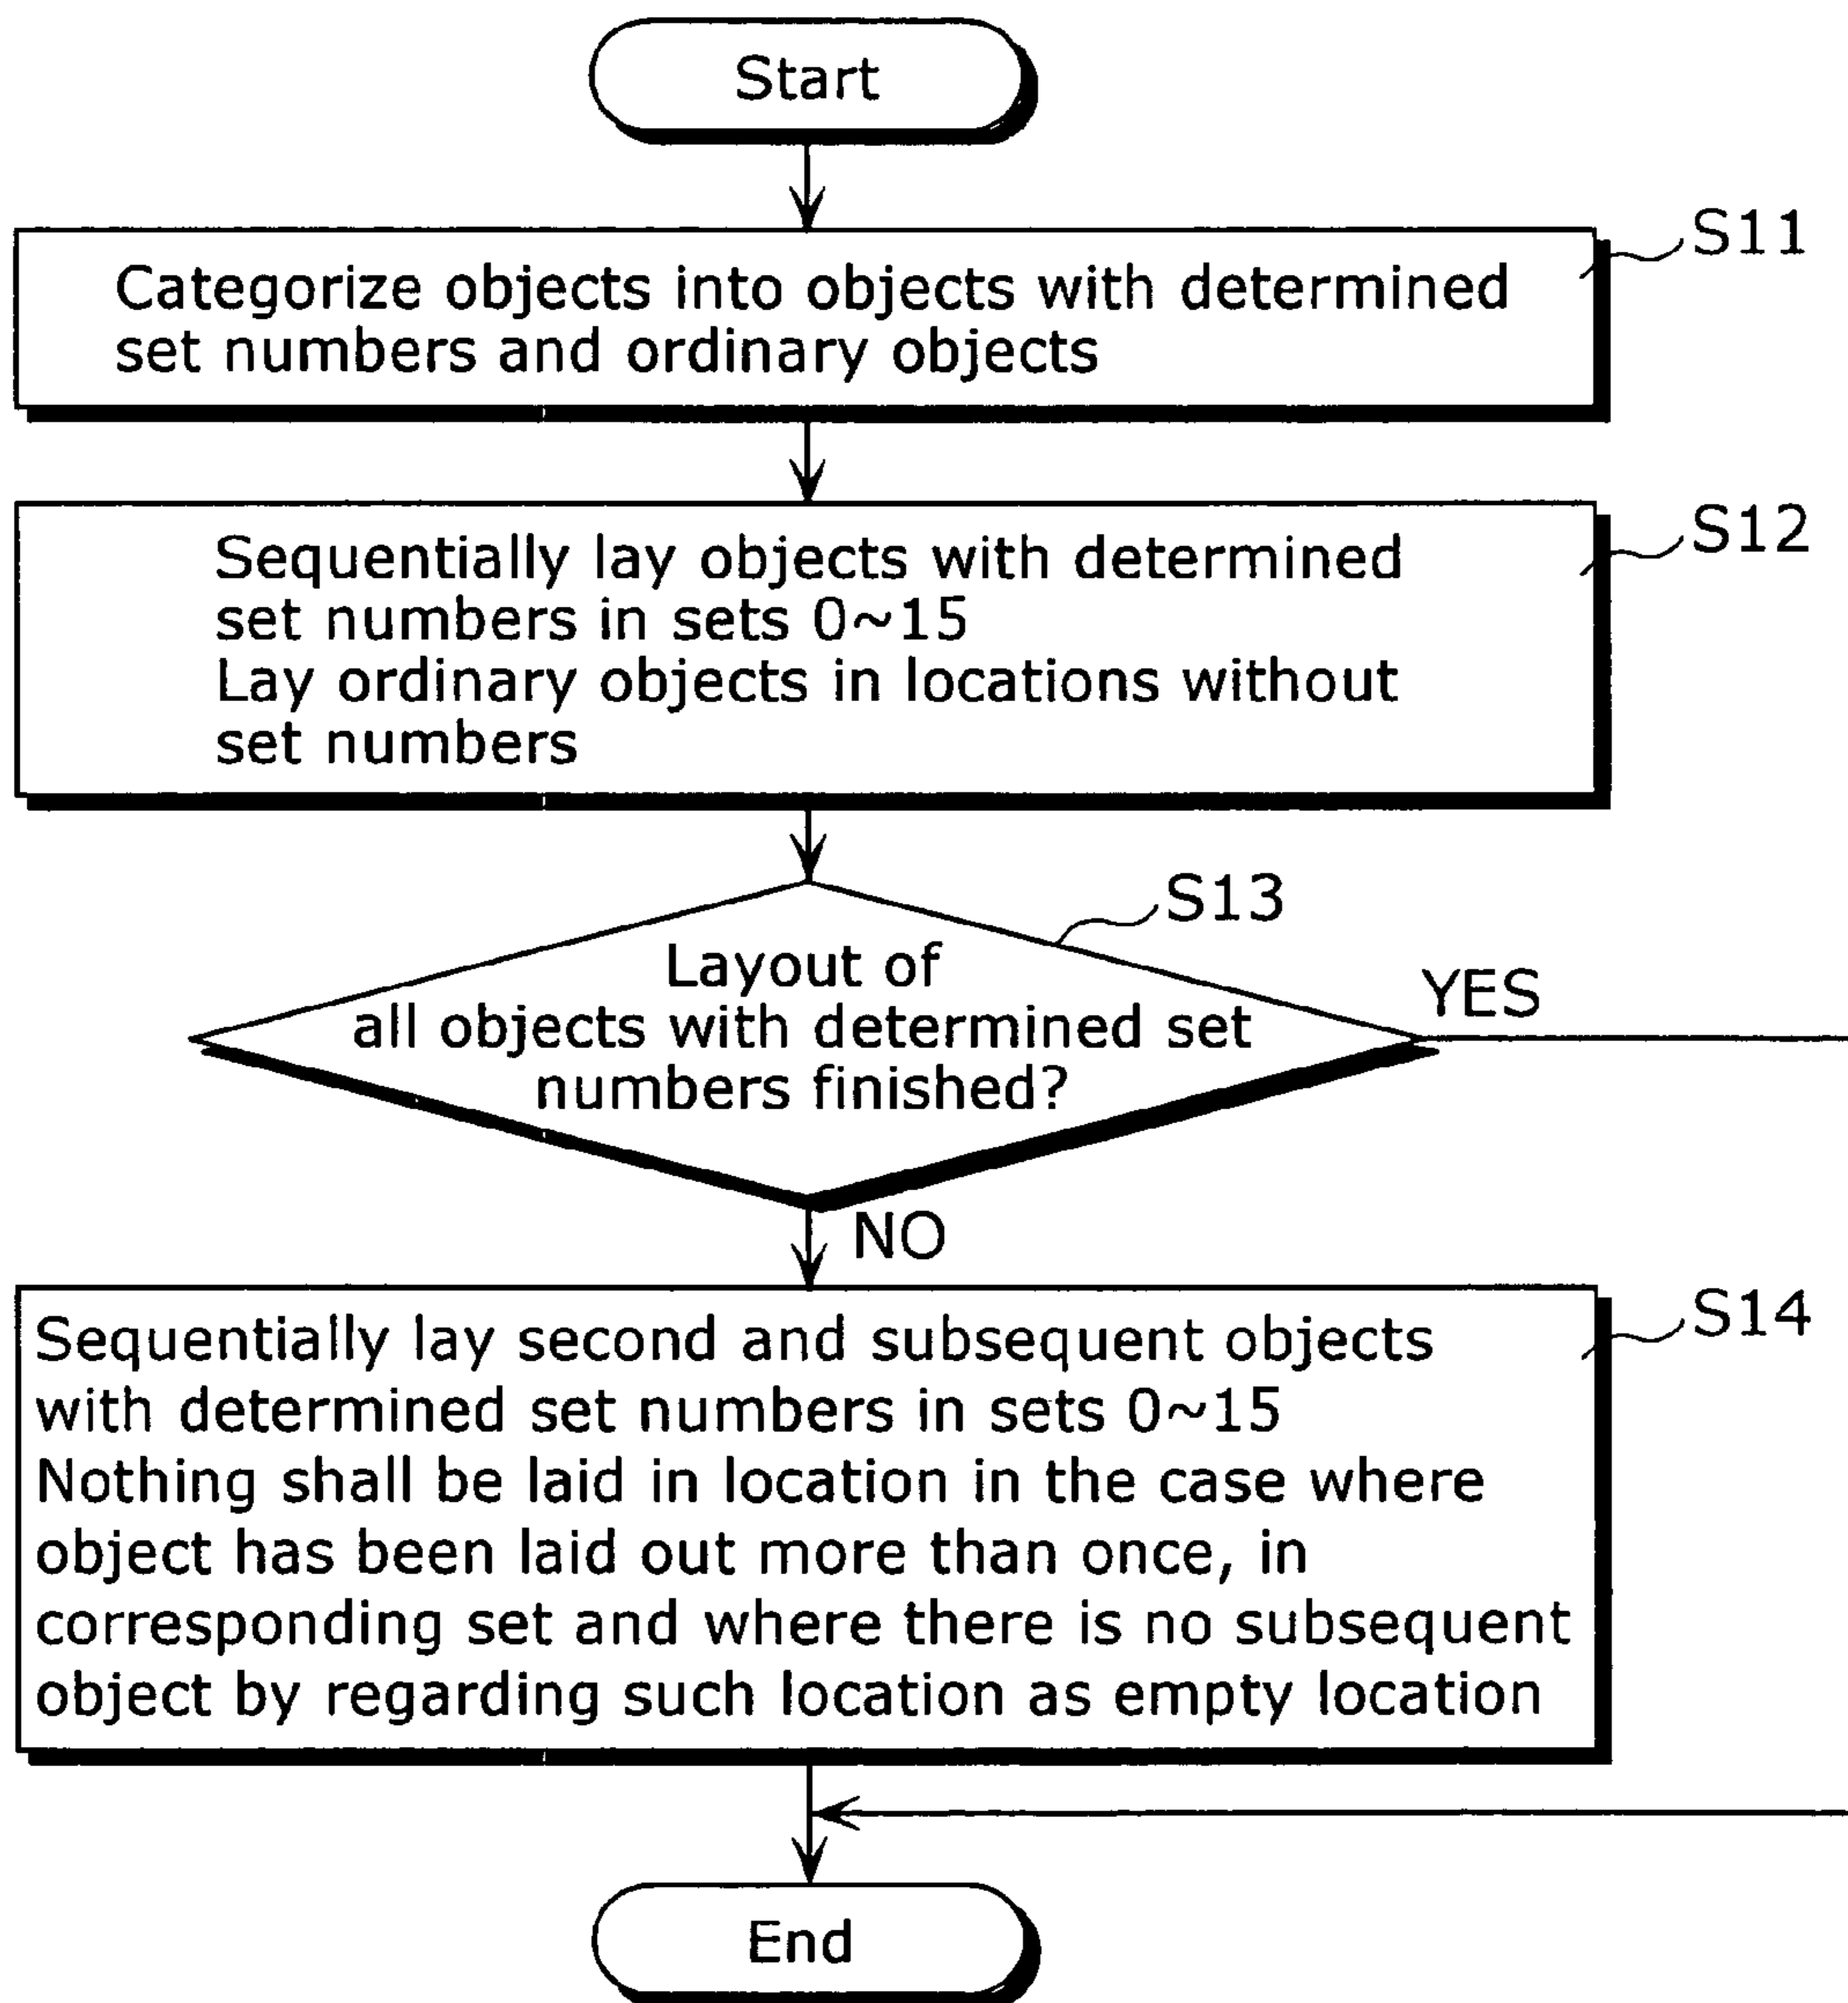 Start
S11
Categorize objects into objects with determined
set numbers and ordinary objects
S12
Sequentially lay objects with determined
set numbers in sets 0~15
Lay ordinary objects in locations without
set numbers
S13
Layout of
all objects with determined set
numbers finished?
YES
NO
S14
Sequentially lay second and subsequent objects
with determined set numbers in sets 0~15
Nothing shall be laid in location in the case where
object has been laid out more than once, in
corresponding set and where there is no subsequent
object by regarding such location as empty location
End